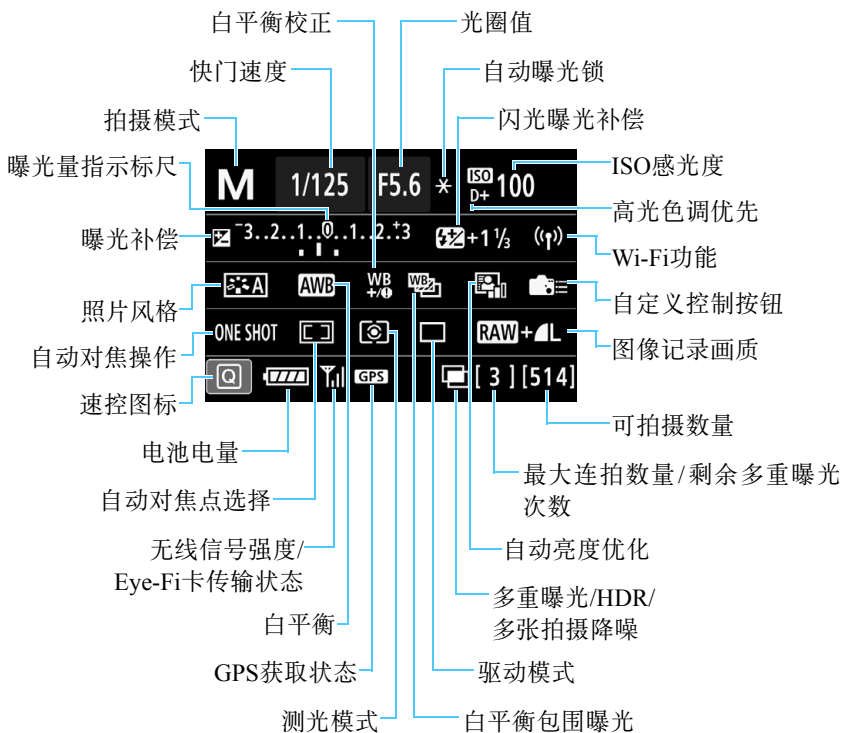 白平衡校正
光圈值
快门速度
自动曝光锁
拍摄模式
闪光曝光补偿
曝光量指示标尺
ISO感光度
M 1/125 F5.6 ISO D+ 100
高光色调优先
曝光补偿
-3..2..1..0..1..2.+3 +1⅓
Wi-Fi功能
照片风格
A AWB WB +/- WB
自定义控制按钮
自动对焦操作
ONE SHOT RAW+L
图像记录画质
速控图标
Q GPS [ 3 ][514]
可拍摄数量
电池电量
最大连拍数量/剩余多重曝光
次数
自动对焦点选择
无线信号强度/
Eye-Fi卡传输状态
自动亮度优化
白平衡
多重曝光/HDR/
多张拍摄降噪
GPS获取状态
驱动模式
测光模式
白平衡包围曝光